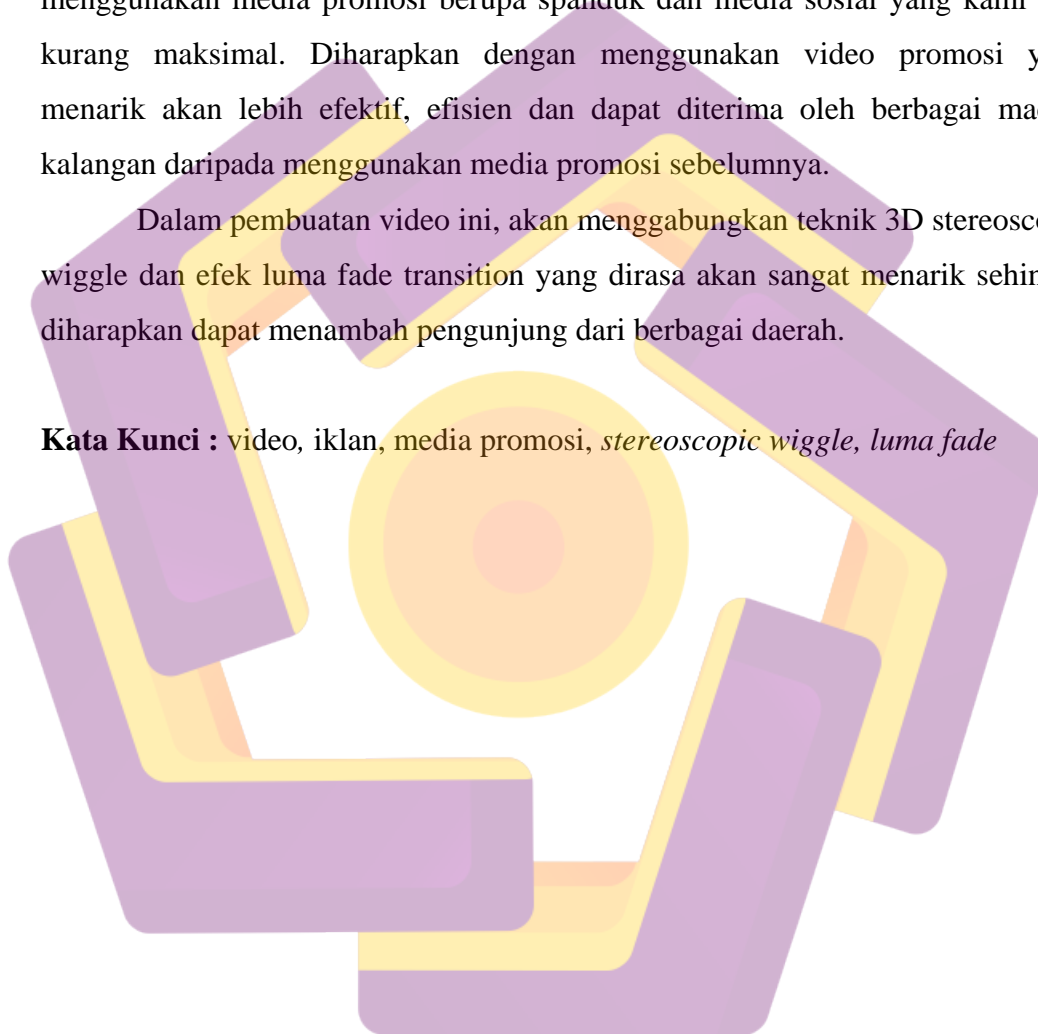 menggunakan media promosi berupa spanduk dan media sosial yang kami
kurang maksimal. Diharapkan dengan menggunakan video promosi
menarik akan lebih efektif, efisien dan dapat diterima oleh berbagai
kalangan daripada menggunakan media promosi sebelumnya.
Dalam pembuatan video ini, akan menggabungkan teknik 3D
wiggle dan efek luma fade transition yang dirasa akan sangat menarik
diharapkan dapat menambah pengunjung dari berbagai daerah.
Kata Kunci : video, iklan, media promosi, stereoscopic wiggle, luma fade